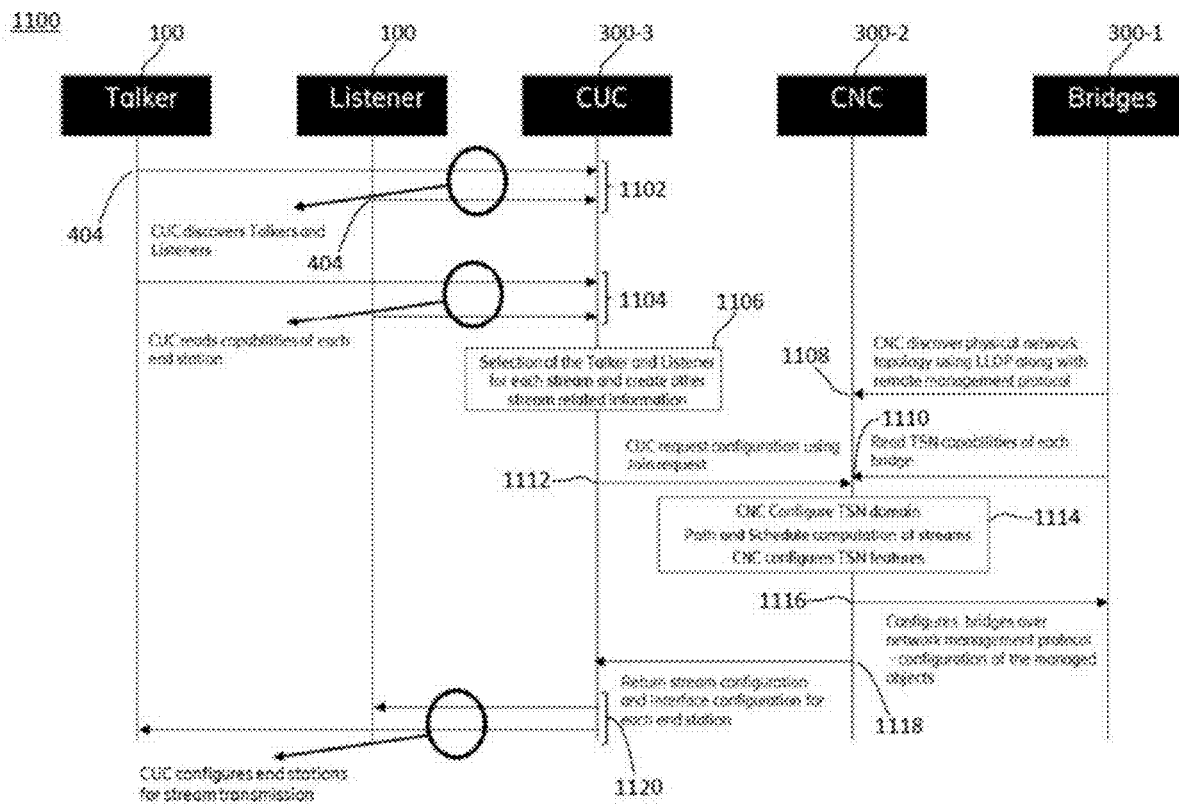 1100
100
100
300-3
300-2
300-1
Talker
Listener
CUC
CNC
Bridges
1102
404
CUC discovers Talkers and
Listeners
404
1104
CUC reads capabilities of each
end station
1106
Selection of the Talker and Listener
for each stream and create other
stream related information
1108
CNC discover physical network
topology using LLDP along with
remote management protocol
1110
Read TSN capabilities of each
bridge
CUC request configuration using
Join request
1112
CNC Configure TSN domain
Path and Schedule computation of streams
CNC configures TSN features
1114
1116
Configures, bridges over
network management protocol
- configuration of the managed
objects
Return stream configuration
and interface configuration for
each end station
1118
1120
CUC configures end stations
for stream transmission